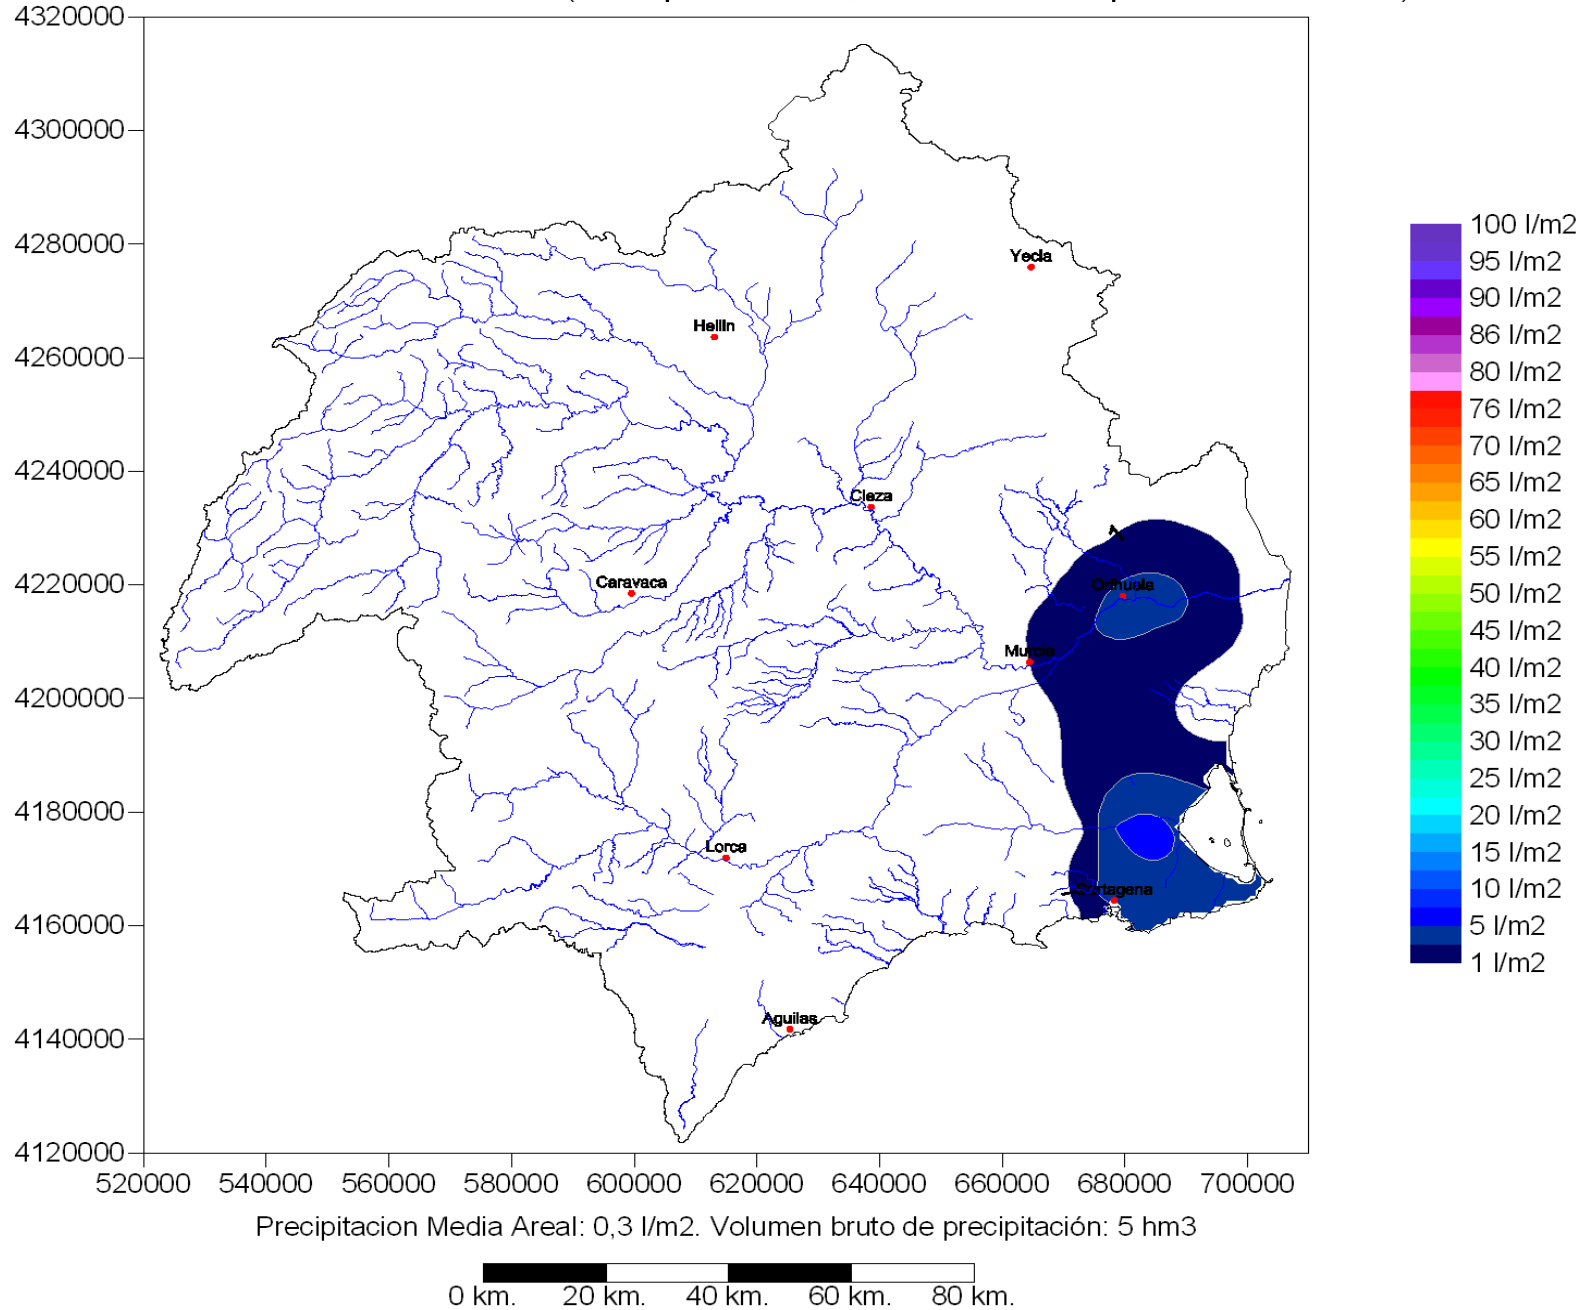 4320000
4300000
4280000
4260000
4240000
4220000
4200000
4180000
4160000
4140000
4120000
520000 540000 560000 580000 600000 620000 640000 660000 680000 700000
Yecla
Hellin
Cieza
Caravaca
Orihuela
Murcia
Lorca
Cartagena
Aguilas
100 l/m2
95 l/m2
90 l/m2
86 l/m2
80 l/m2
76 l/m2
70 l/m2
65 l/m2
60 l/m2
55 l/m2
50 l/m2
45 l/m2
40 l/m2
35 l/m2
30 l/m2
25 l/m2
20 l/m2
15 l/m2
10 l/m2
5 l/m2
1 l/m2
Precipitacion Media Areal: 0,3 l/m2. Volumen bruto de precipitación: 5 hm3
0 km. 20 km. 40 km. 60 km. 80 km.